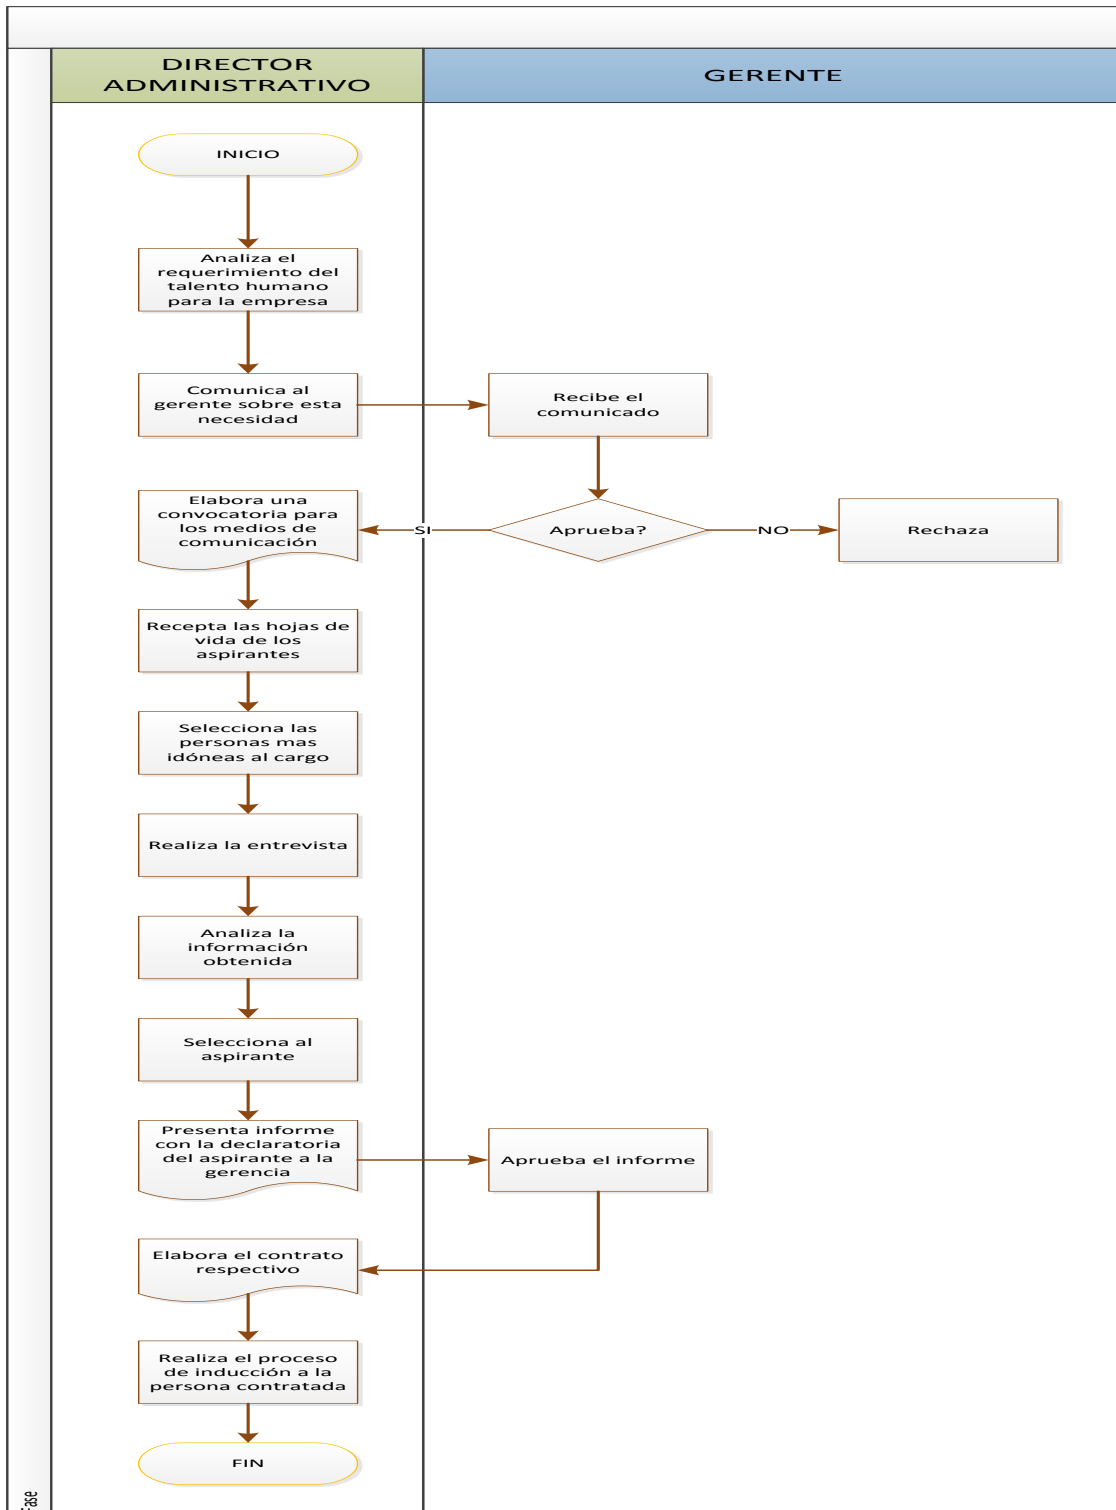 DIRECTOR
ADMINISTRATIVO
GERENTE
INICIO
Analiza el
requerimiento del
talento humano
para la empresa
Comunica al
gerente sobre esta
necesidad
Recibe el
comunicado
Elabora una
convocatoria para
los medios de
comunicación
SI
Aprueba?
NO
Rechaza
Recepta las hojas de
vida de los
aspirantes
Selecciona las
personas mas
idóneas al cargo
Realiza la entrevista
Analiza la
información
obtenida
Selecciona al
aspirante
Presenta informe
con la declaratoria
del aspirante a la
gerencia
Aprueba el informe
Elabora el contrato
respectivo
Realiza el proceso
de inducción a la
persona contratada
FIN
Fase